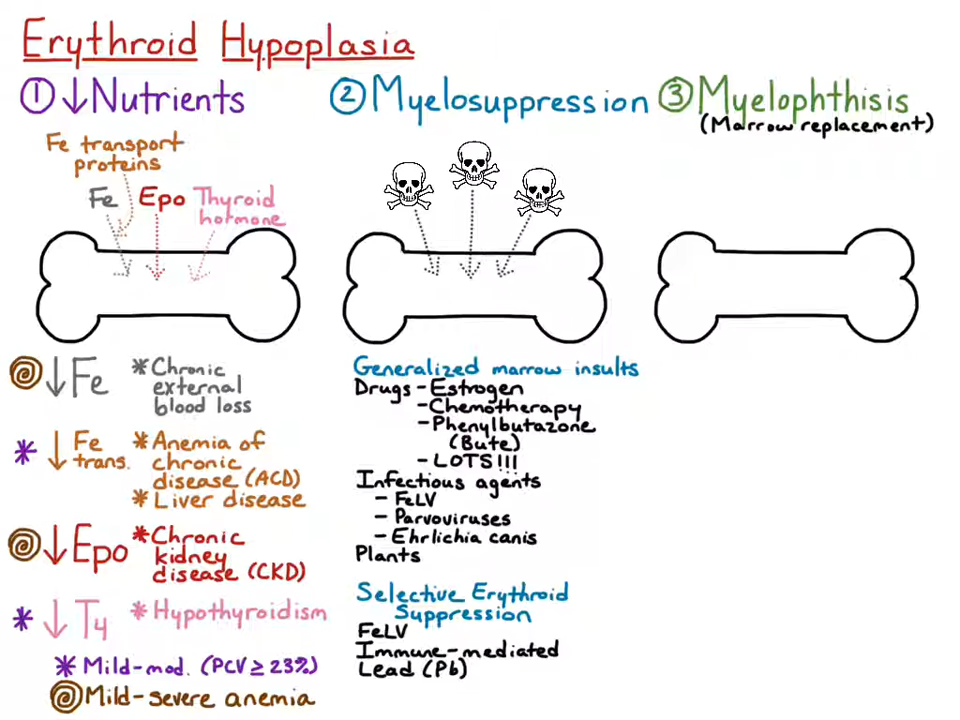 Erythroid Hypoplasia
① ↓Nutrients
Fe transport
proteins
Fe Epo Thyroid
hormone
↓ Fe * Chronic
external
blood loss
* ↓ Fe
trans. * Anemia of
chronic
disease (ACD)
* Liver disease
↓ Epo * Chronic
kidney
disease (CKD)
* ↓ T4 * Hypothyroidism
* Mild-mod. (PCV ≥ 23%)
Mild-severe anemia
② Myelosuppression
Generalized marrow insults
Drugs - Estrogen
- Chemotherapy
- Phenylbutazone
(Bute)
- LOTS!!!
Infectious agents
- FeLV
- Parvoviruses
- Ehrlichia canis
Plants
Selective Erythroid
Suppression
FeLV
Immune-mediated
Lead (Pb)
③ Myelophthisis
(Marrow replacement)